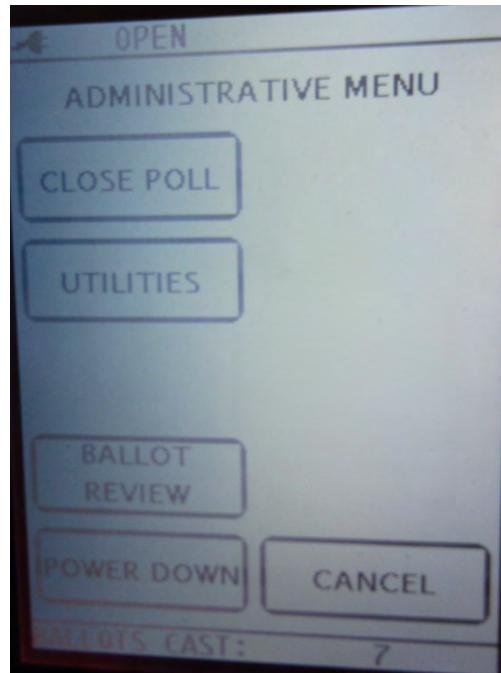 OPEN
ADMINISTRATIVE MENU
CLOSE POLL
UTILITIES
BALLOT
REVIEW
POWER DOWN
CANCEL
BALLOTS CAST: 7